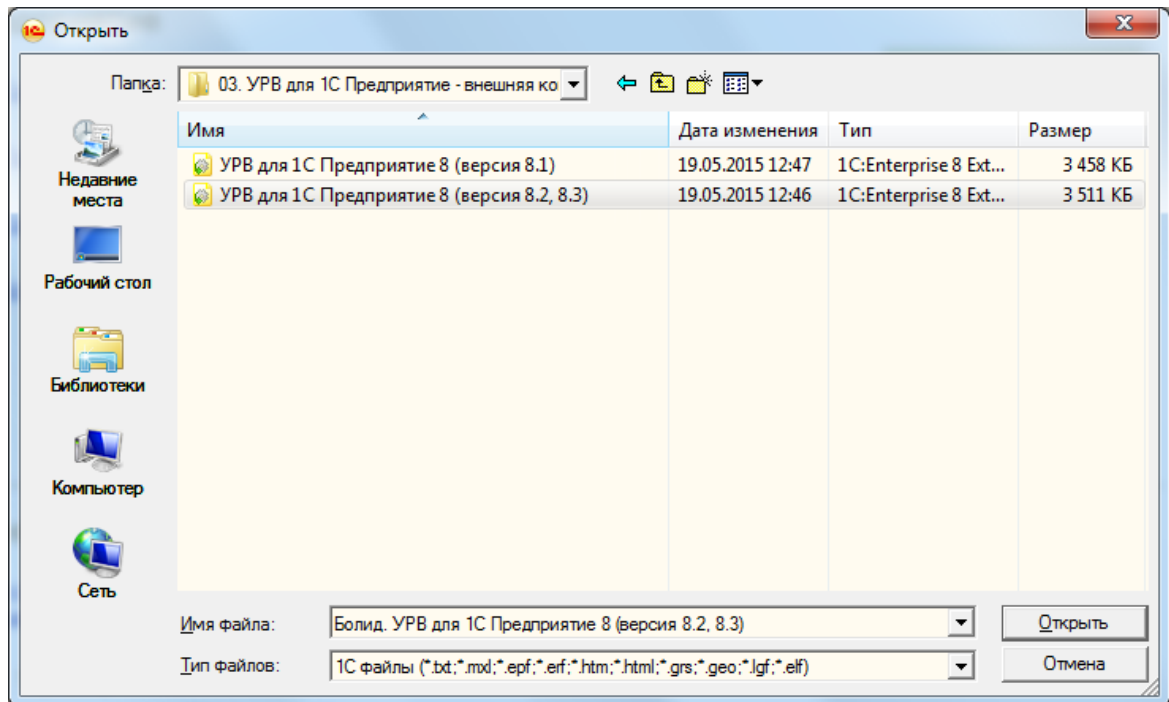 1С Открыть
Папка: 03. УРВ для 1С Предприятие - внешняя ко
Имя Дата изменения Тип Размер
УРВ для 1С Предприятие 8 (версия 8.1) 19.05.2015 12:47 1C:Enterprise 8 Ext... 3 458 КБ
УРВ для 1С Предприятие 8 (версия 8.2, 8.3) 19.05.2015 12:46 1C:Enterprise 8 Ext... 3 511 КБ
Недавние
места
Рабочий стол
Библиотеки
Компьютер
Сеть
Имя файла: Болид. УРВ для 1С Предприятие 8 (версия 8.2, 8.3) Открыть
Тип файлов: 1С файлы (*.txt;*.mxl;*.epf;*.erf;*.htm;*.html;*.grs;*.geo;*.lgf;*.elf) Отмена